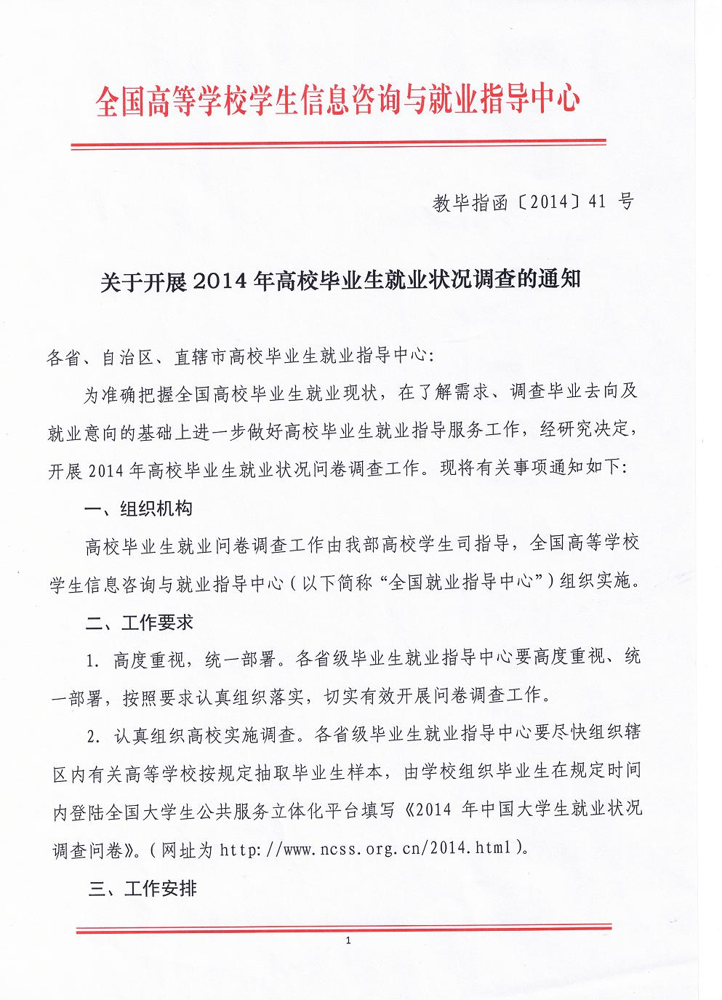 全国高等学校学生信息咨询与就业指导中心
教毕指函〔2014〕41 号
关于开展 2014 年高校毕业生就业状况调查的通知
各省、自治区、直辖市高校毕业生就业指导中心：
为准确把握全国高校毕业生就业现状，在了解需求、调查毕业去向及
就业意向的基础上进一步做好高校毕业生就业指导服务工作，经研究决定，
开展 2014 年高校毕业生就业状况问卷调查工作。现将有关事项通知如下：
一、组织机构
高校毕业生就业问卷调查工作由我部高校学生司指导，全国高等学校
学生信息咨询与就业指导中心（以下简称“全国就业指导中心”）组织实施。
二、工作要求
1. 高度重视，统一部署。各省级毕业生就业指导中心要高度重视、统
一部署，按照要求认真组织落实，切实有效开展问卷调查工作。
2. 认真组织高校实施调查。各省级毕业生就业指导中心要尽快组织辖
区内有关高等学校按规定抽取毕业生样本，由学校组织毕业生在规定时间
内登陆全国大学生公共服务立体化平台填写《2014 年中国大学生就业状况
调查问卷》。（网址为 http://www.ncss.org.cn/2014.html）。
三、工作安排
1